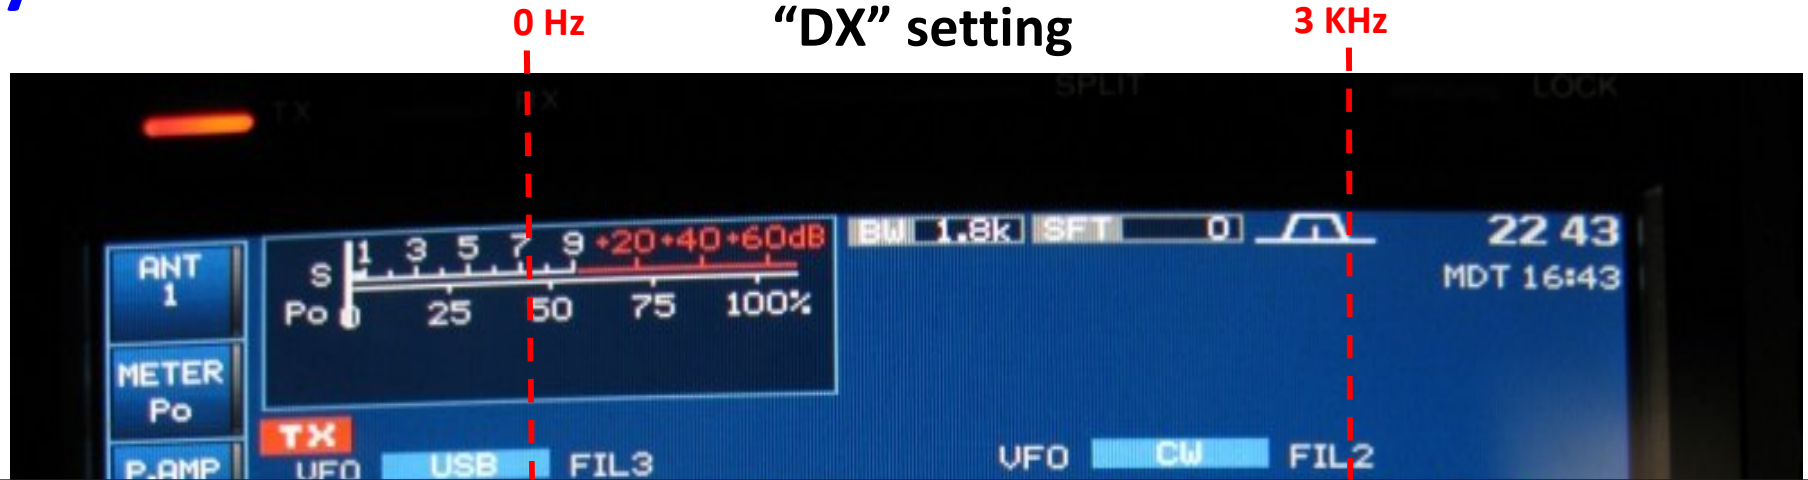 0 Hz “DX” setting 3 KHz
TX RX SPLIT LOCK
1 3 5 7 9 +20 +40 +60dB BW 1.8k SFT 0 22 43
ANT S MDT 16:43
1 Po 0 25 50 75 100%
METER
Po
TX
P.AMP VFO USB FIL3 VFO CW FIL2